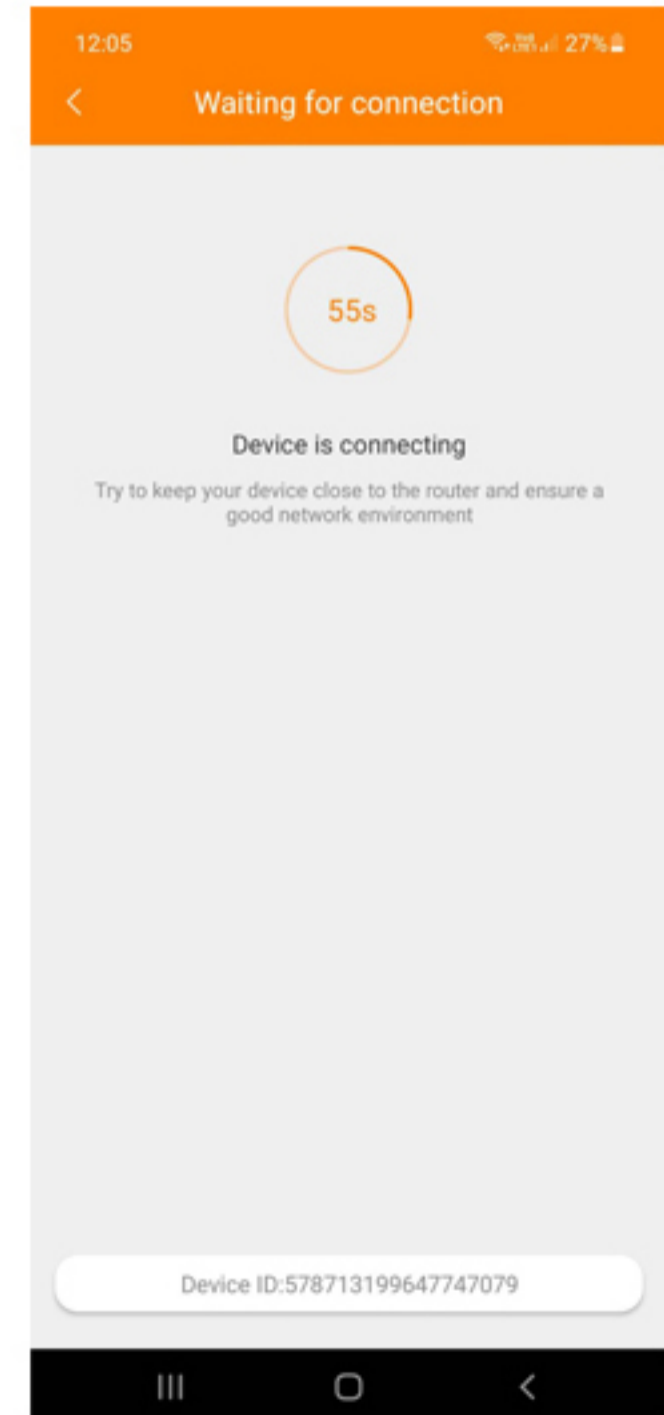 12:05
27%
Waiting for connection
55s
Device is connecting
Try to keep your device close to the router and ensure a
good network environment
Device ID:578713199647747079